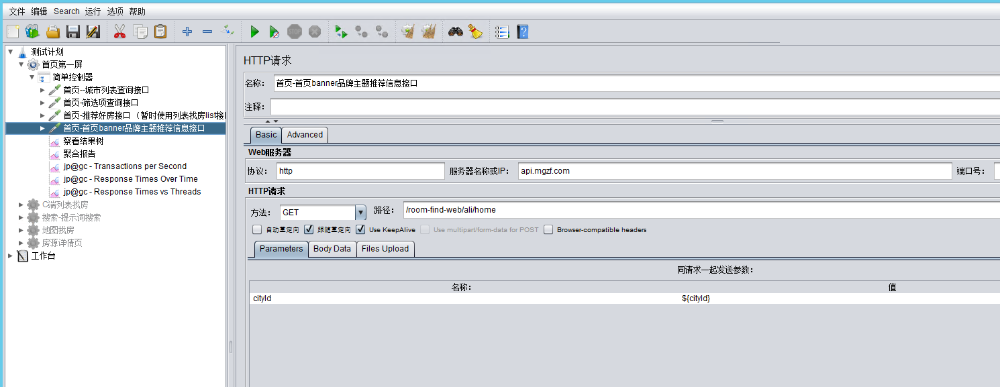 文件 编辑 Search 运行 选项 帮助
STOP
测试计划
首页第一屏
简单控制器
首页--城市列表查询接口
首页-筛选项查询接口
首页-推荐好房接口 （暂时使用列表找房list接
首页-首页banner品牌主题推荐信息接口
察看结果树
聚合报告
jp@gc - Transactions per Second
jp@gc - Response Times Over Time
jp@gc - Response Times vs Threads
C端列表找房
搜索-提示词搜索
地图找房
房源详情页
工作台
HTTP请求
名称： 首页-首页banner品牌主题推荐信息接口
注释：
Basic Advanced
Web服务器
协议： http 服务器名称或IP： api.mgzf.com 端口号：
HTTP请求
方法： GET 路径： /room-find-web/ali/home
自动重定向 跟随重定向 Use KeepAlive Use multipart/form-data for POST Browser-compatible headers
Parameters Body Data Files Upload
同请求一起发送参数：
名称： 值
cityId ${cityId}